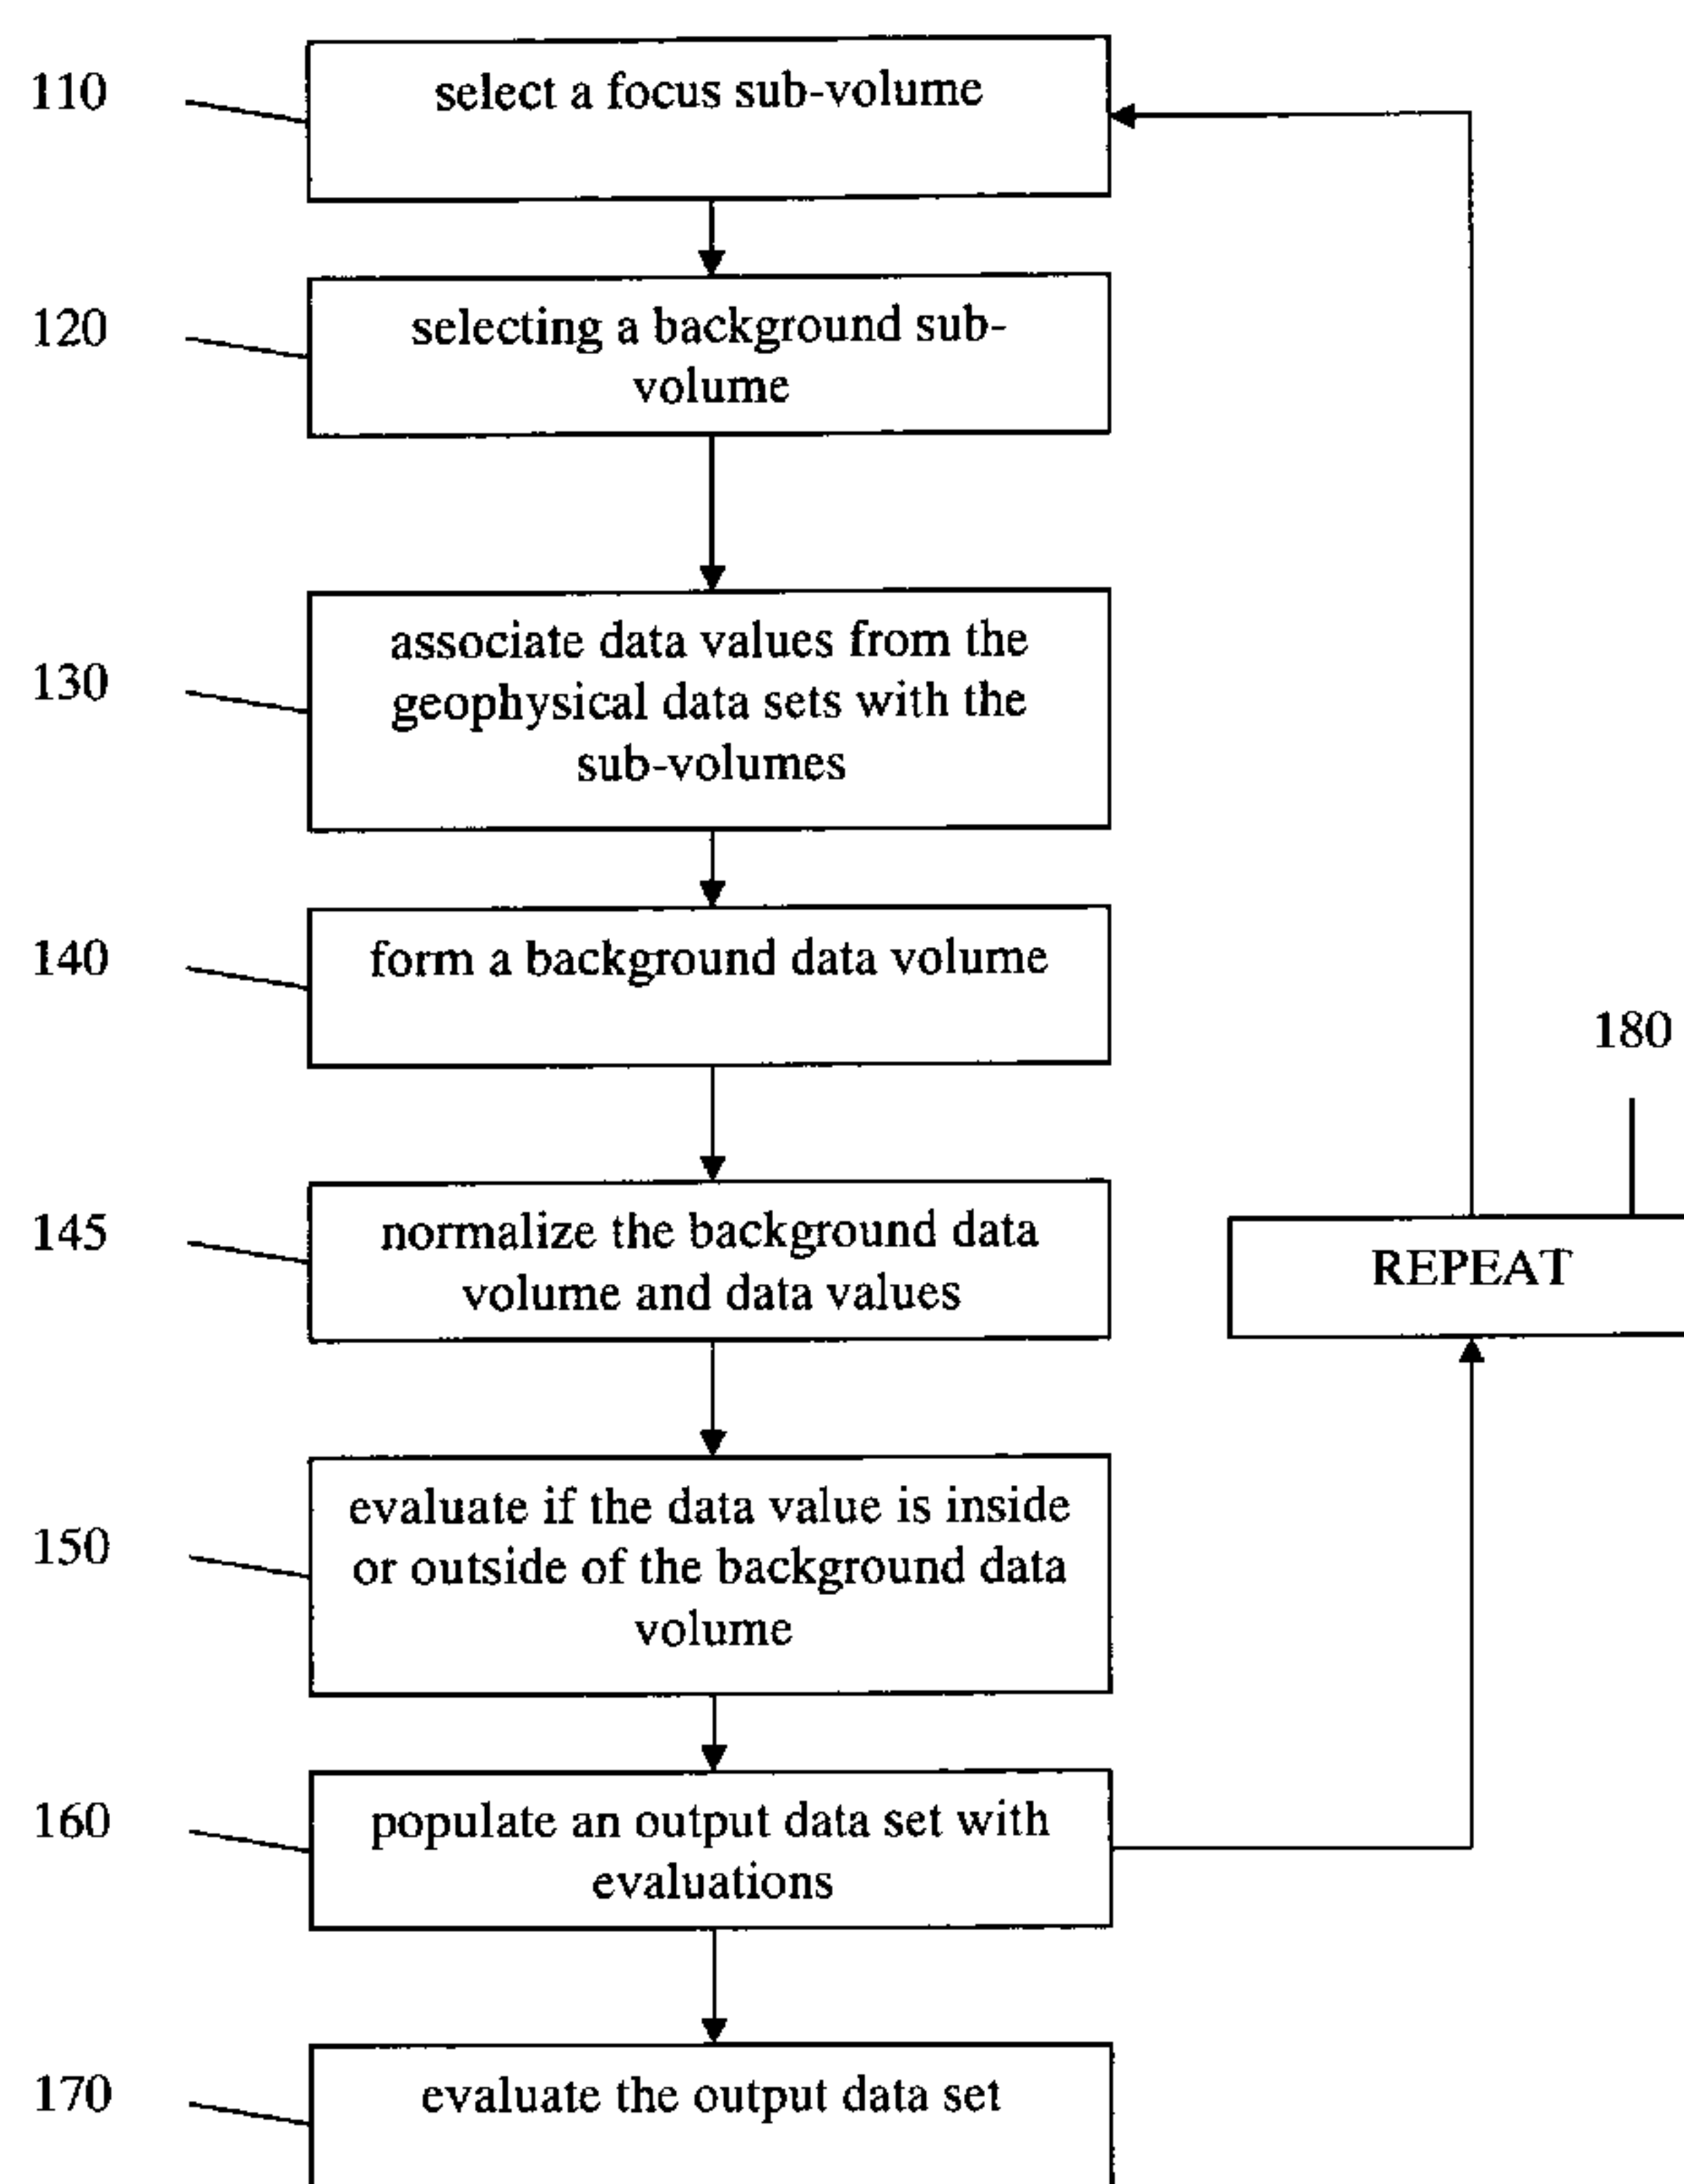 110
select a focus sub-volume
120
selecting a background sub-
volume
130
associate data values from the
geophysical data sets with the
sub-volumes
140
form a background data volume
180
145
normalize the background data
volume and data values
REPEAT
150
evaluate if the data value is inside
or outside of the background data
volume
160
populate an output data set with
evaluations
170
evaluate the output data set